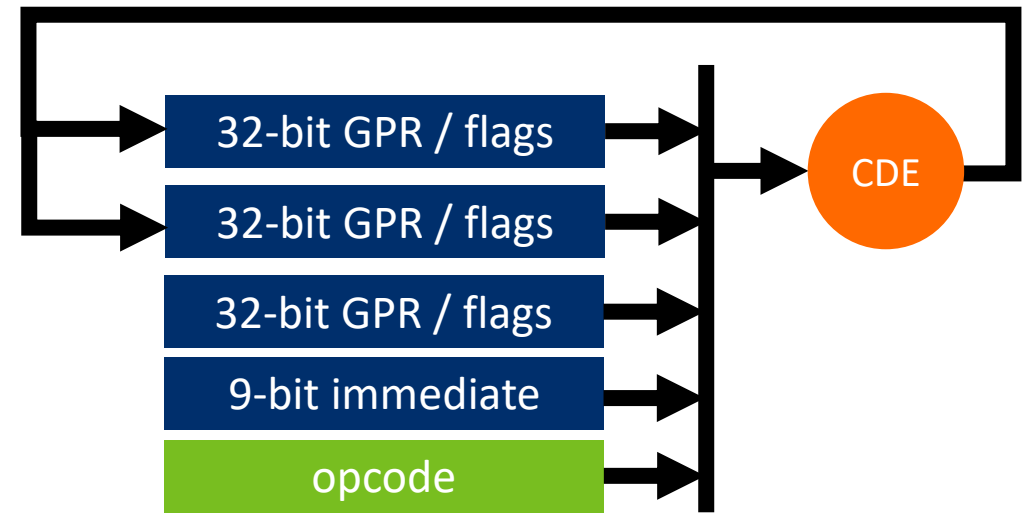 32-bit GPR / flags
32-bit GPR / flags
CDE
32-bit GPR / flags
9-bit immediate
opcode